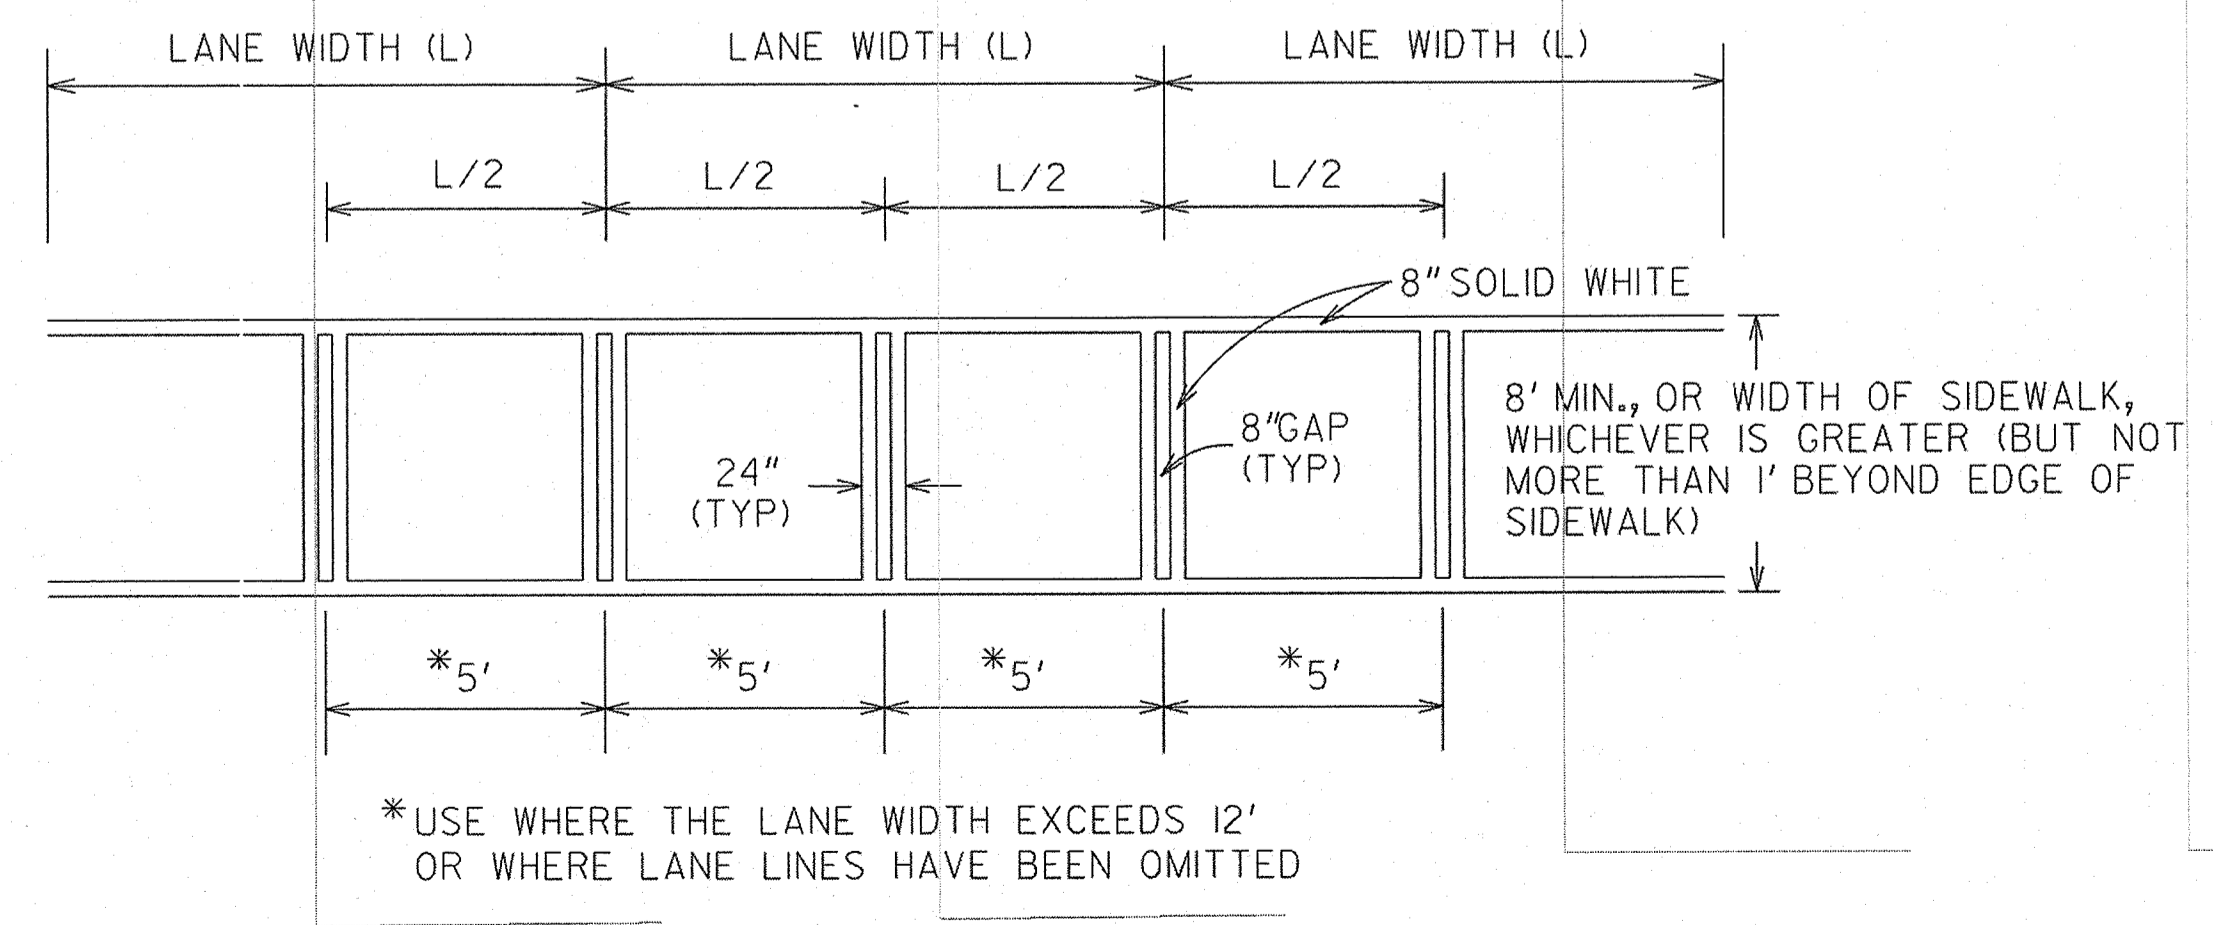 LANE WIDTH (L) LANE WIDTH (L) LANE WIDTH (L)
L/2 L/2 L/2 L/2
8" SOLID WHITE
8' MIN., OR WIDTH OF SIDEWALK,
WHICHEVER IS GREATER (BUT NOT
MORE THAN 1' BEYOND EDGE OF
SIDEWALK)
8" GAP
(TYP)
24"
(TYP)
*5' *5' *5' *5'
*USE WHERE THE LANE WIDTH EXCEEDS 12'
OR WHERE LANE LINES HAVE BEEN OMITTED